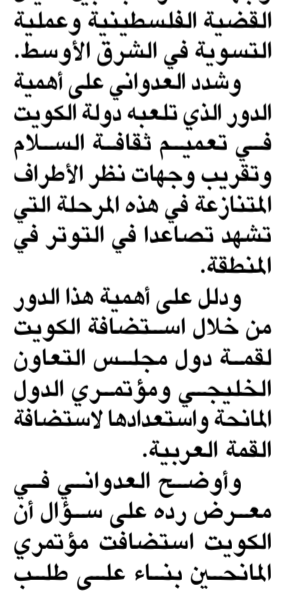 القضية الفلسطينية وعملية
التسوية في الشرق الأوسط.
وشدد العدواني على أهمية
الدور الذي تلعبه دولة الكويت
في تعميم ثقافة السلام
وتقريب وجهات نظر الأطراف
المتنازعة في هذه المرحلة التي
تشهد تصاعدا في التوتر في
المنطقة.
ودلل على أهمية هذا الدور
من خلال استضافة الكويت
لقمة دول مجلس التعاون
الخليجي ومؤتمري الدول
المانحة واستعدادها لاستضافة
القمة العربية.
وأوضح العدواني في
معرض رده على سؤال أن
الكويت استضافت مؤتمري
المانحين بناء على طلب